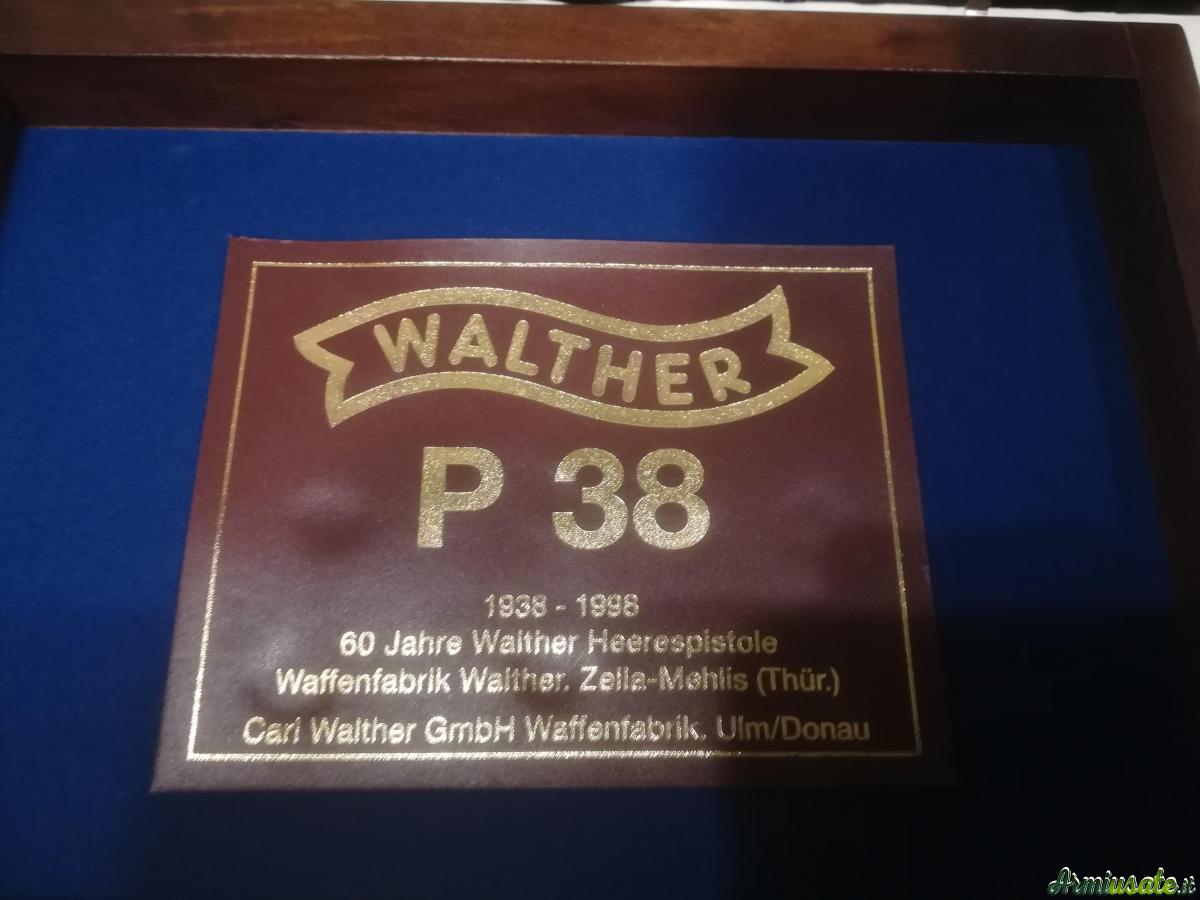 WALTHER
P 38
1938 - 1998
60 Jahre Walther Heerespistole
Waffenfabrik Walther. Zella-Mehlis (Thür.)
Carl Walther GmbH Waffenfabrik. Ulm/Donau
Armiusate.it